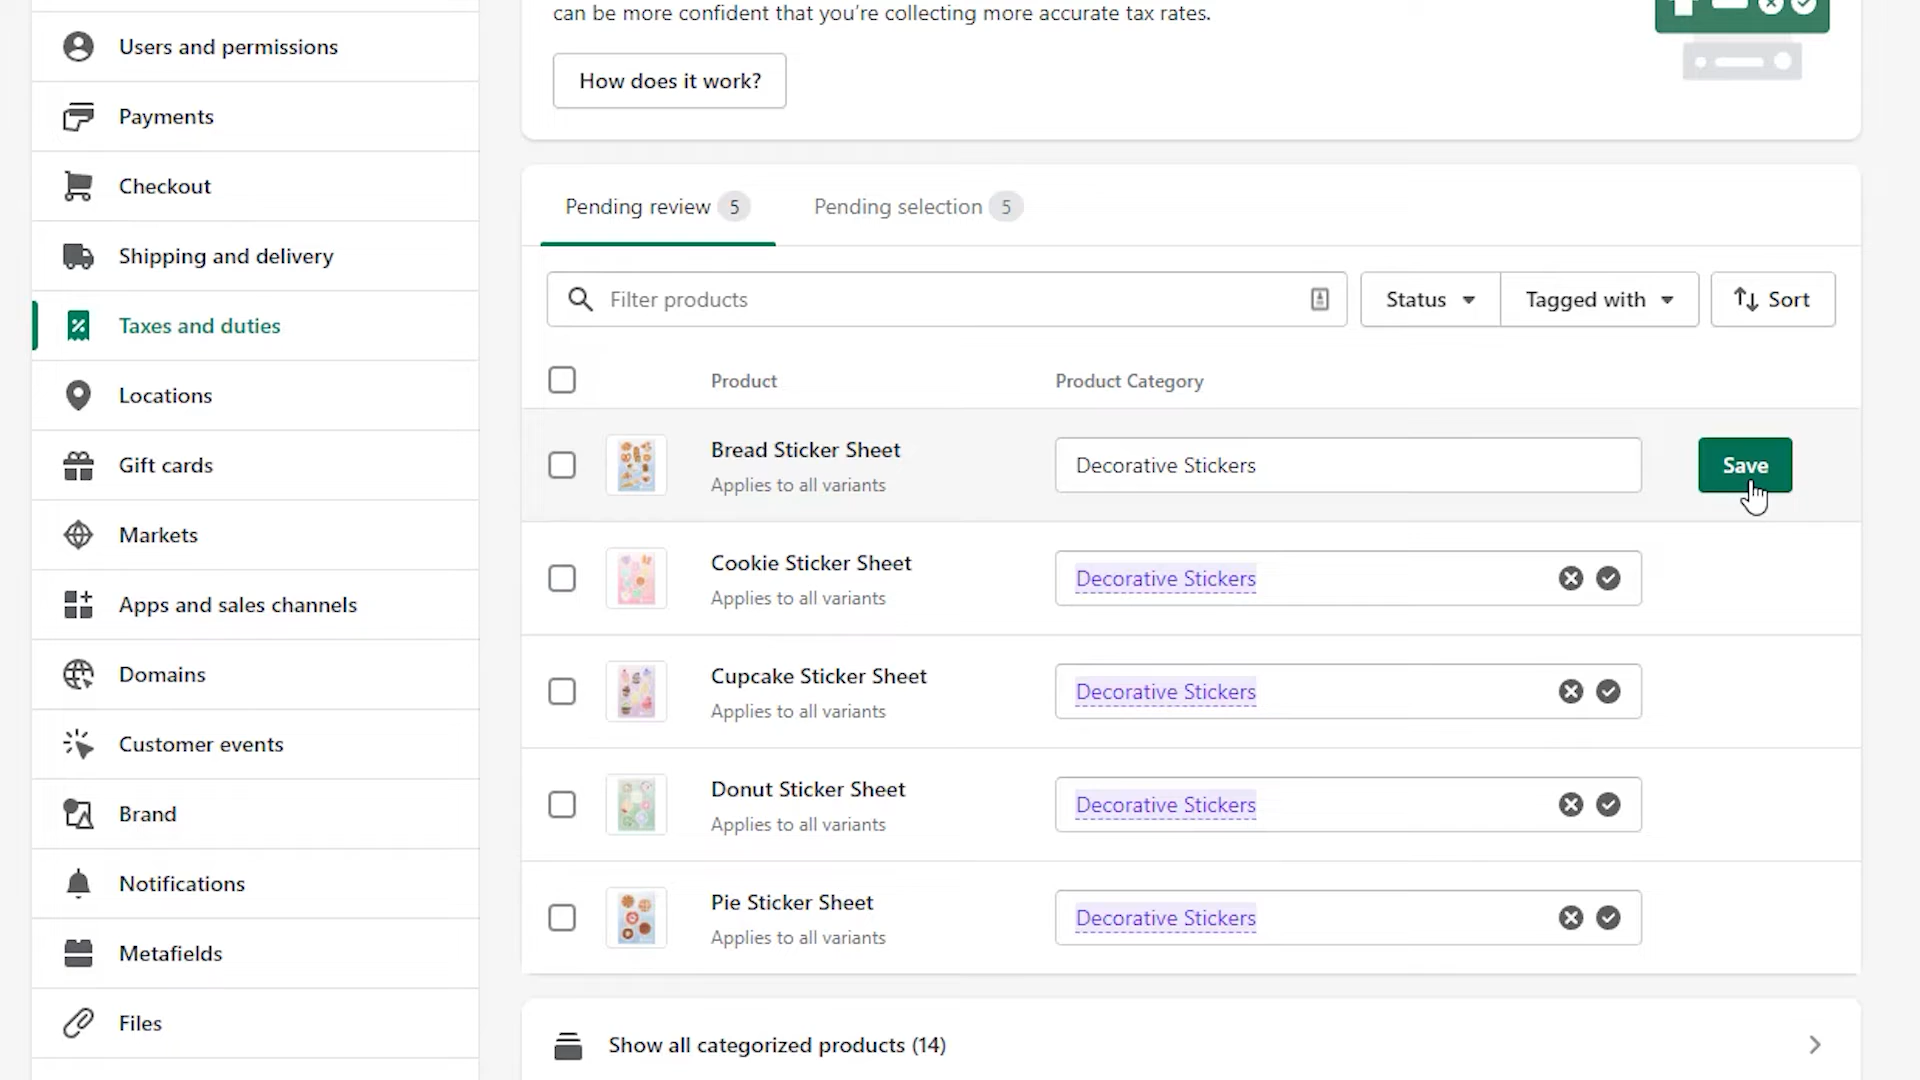 can be more confident that you’re collecting more accurate tax rates.
How does it work?
Users and permissions
Payments
Checkout
Shipping and delivery
Taxes and duties
Locations
Gift cards
Markets
Apps and sales channels
Domains
Customer events
Brand
Notifications
Metafields
Files
Pending review 5
Pending selection 5
Filter products
Status
Tagged with
Sort
Product
Product Category
Bread Sticker Sheet
Applies to all variants
Decorative Stickers
Save
Cookie Sticker Sheet
Applies to all variants
Decorative Stickers
Cupcake Sticker Sheet
Applies to all variants
Decorative Stickers
Donut Sticker Sheet
Applies to all variants
Decorative Stickers
Pie Sticker Sheet
Applies to all variants
Decorative Stickers
Show all categorized products (14)